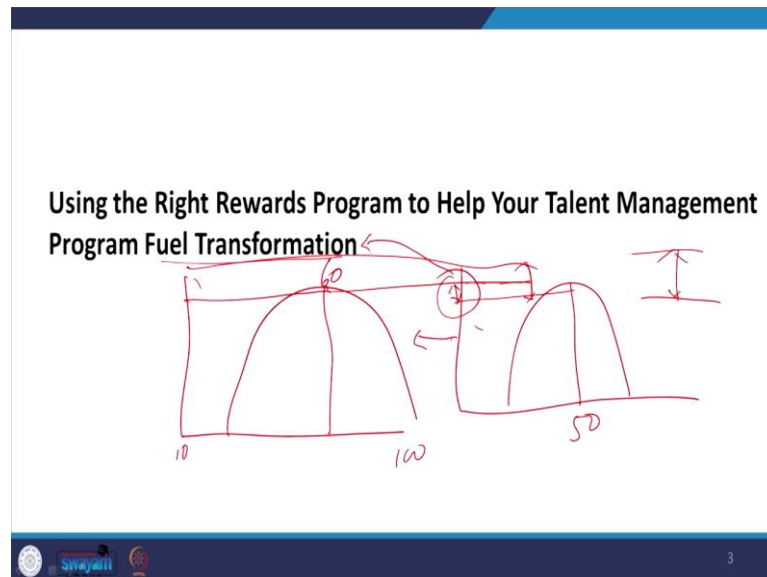 Using the Right Rewards Program to Help Your Talent Management
Program Fuel Transformation
60
10
100
50
swayam
3